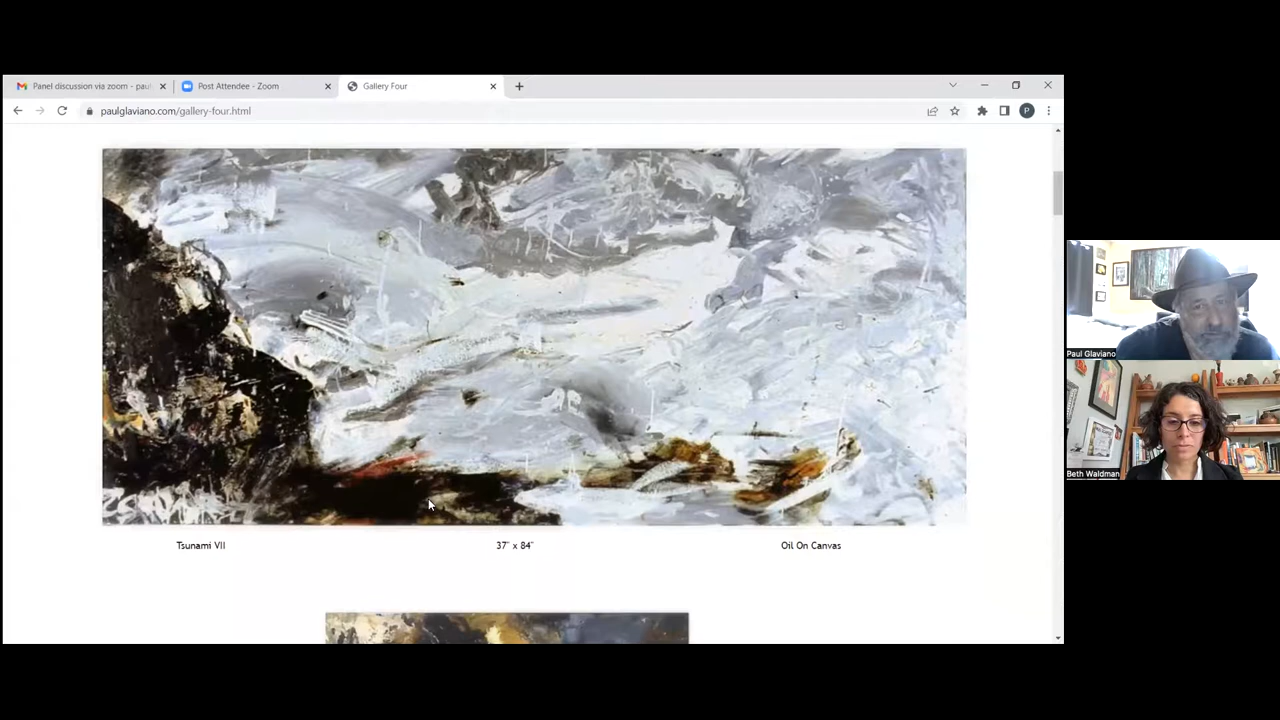 Panel discussion via zoom - paul
Post Attendee - Zoom
Gallery Four
paulglaviano.com/gallery-four.html
P
Tsunami VII
37" x 84"
Oil On Canvas
Paul Glaviano
Beth Waldman